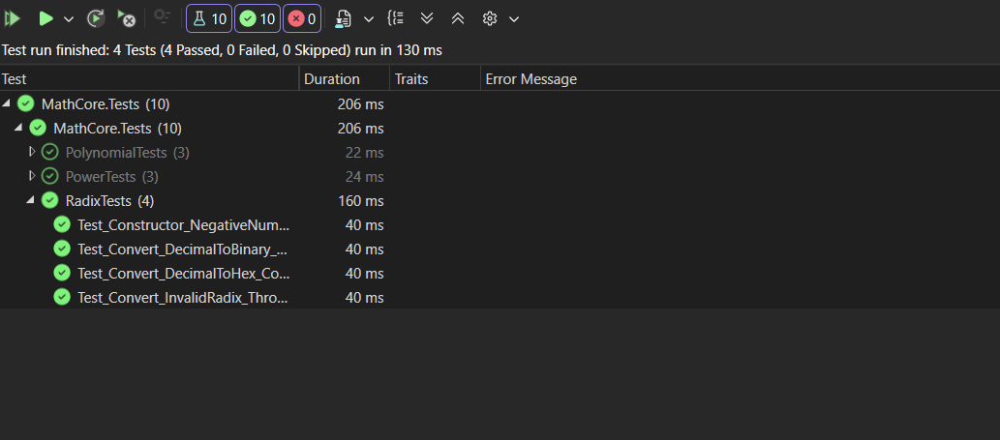 10 10 0
Test run finished: 4 Tests (4 Passed, 0 Failed, 0 Skipped) run in 130 ms
Test Duration Traits Error Message
MathCore.Tests (10) 206 ms
MathCore.Tests (10) 206 ms
PolynomialTests (3) 22 ms
PowerTests (3) 24 ms
RadixTests (4) 160 ms
Test_Constructor_NegativeNum... 40 ms
Test_Convert_DecimalToBinary_... 40 ms
Test_Convert_DecimalToHex_Co... 40 ms
Test_Convert_InvalidRadix_Thro... 40 ms